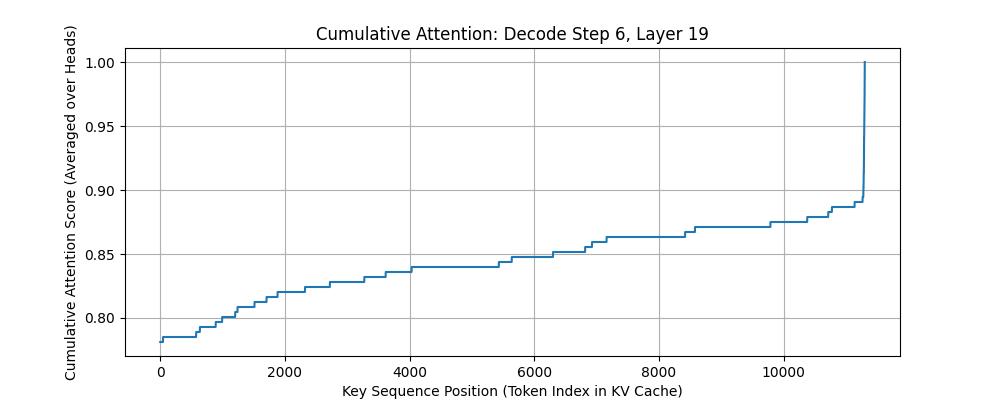 Cumulative Attention: Decode Step 6, Layer 19
Cumulative Attention Score (Averaged over Heads)
1.00
0.95
0.90
0.85
0.80
0 2000 4000 6000 8000 10000
Key Sequence Position (Token Index in KV Cache)